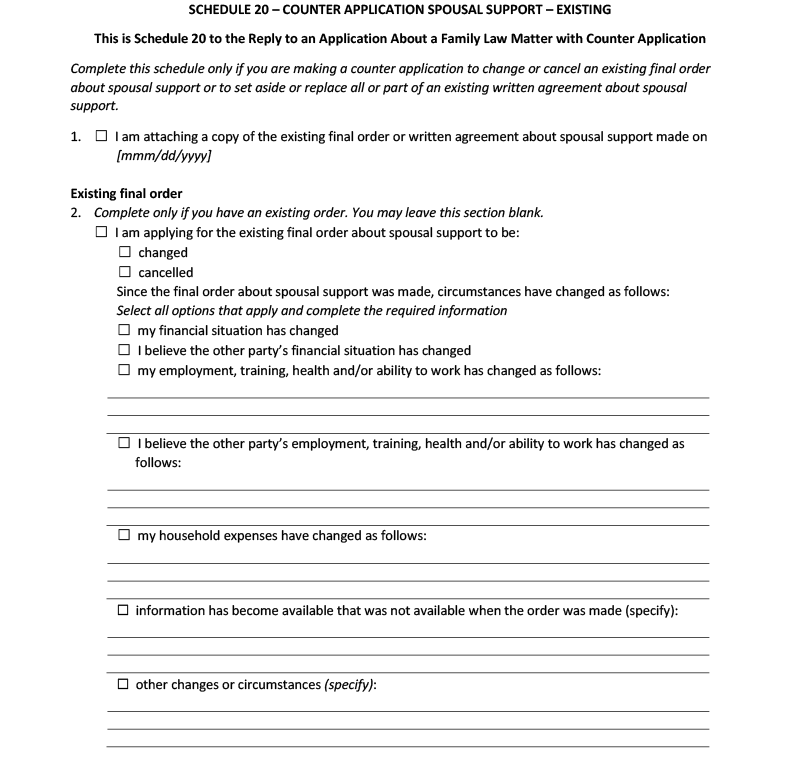 SCHEDULE 20 – COUNTER APPLICATION SPOUSAL SUPPORT – EXISTING
This is Schedule 20 to the Reply to an Application About a Family Law Matter with Counter Application
Complete this schedule only if you are making a counter application to change or cancel an existing final order
about spousal support or to set aside or replace all or part of an existing written agreement about spousal
support.
1. ☐ I am attaching a copy of the existing final order or written agreement about spousal support made on
[mmm/dd/yyyy]
Existing final order
2. Complete only if you have an existing order. You may leave this section blank.
☐ I am applying for the existing final order about spousal support to be:
☐ changed
☐ cancelled
Since the final order about spousal support was made, circumstances have changed as follows:
Select all options that apply and complete the required information
☐ my financial situation has changed
☐ I believe the other party’s financial situation has changed
☐ my employment, training, health and/or ability to work has changed as follows:
☐ I believe the other party’s employment, training, health and/or ability to work has changed as
follows:
☐ my household expenses have changed as follows:
☐ information has become available that was not available when the order was made (specify):
☐ other changes or circumstances (specify):